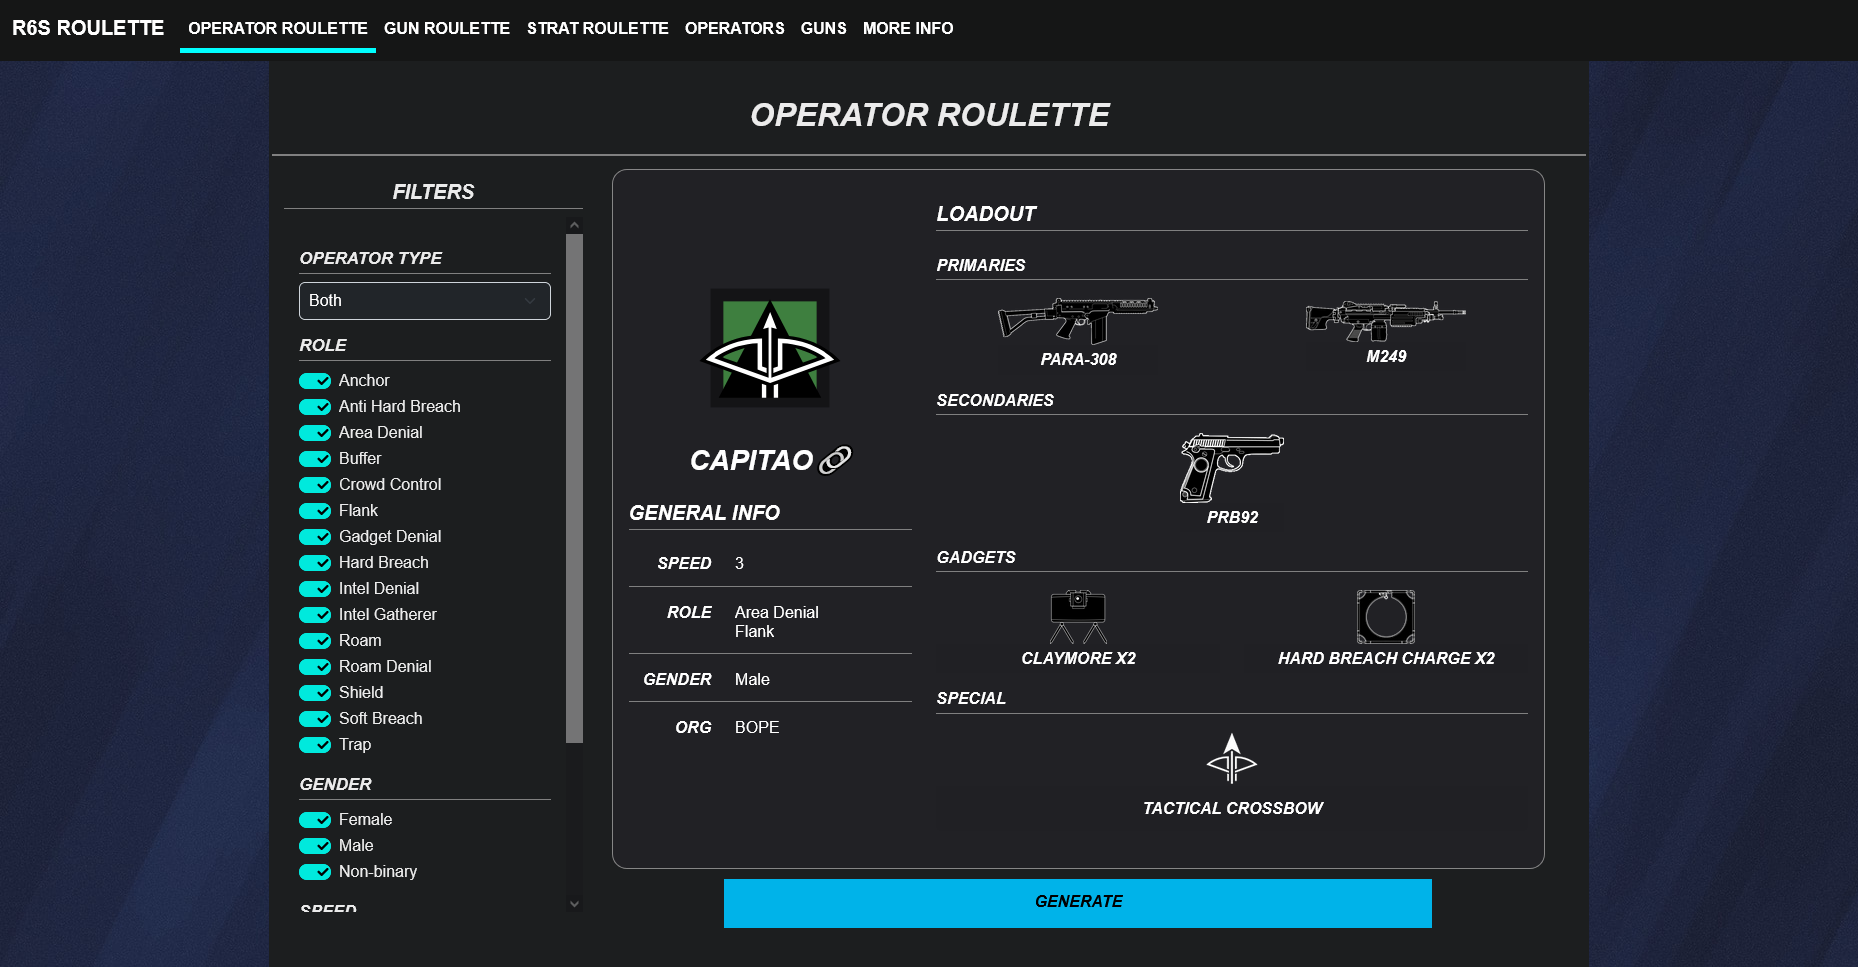 R6S ROULETTE
OPERATOR ROULETTE
GUN ROULETTE
STRAT ROULETTE
OPERATORS
GUNS
MORE INFO
OPERATOR ROULETTE
FILTERS
OPERATOR TYPE
Both
ROLE
Anchor
Anti Hard Breach
Area Denial
Buffer
Crowd Control
Flank
Gadget Denial
Hard Breach
Intel Denial
Intel Gatherer
Roam
Roam Denial
Shield
Soft Breach
Trap
GENDER
Female
Male
Non-binary
SPEED
CAPITAO
GENERAL INFO
SPEED 3
ROLE Area Denial
Flank
GENDER Male
ORG BOPE
LOADOUT
PRIMARIES
PARA-308
M249
SECONDARIES
PRB92
GADGETS
CLAYMORE X2
HARD BREACH CHARGE X2
SPECIAL
TACTICAL CROSSBOW
GENERATE